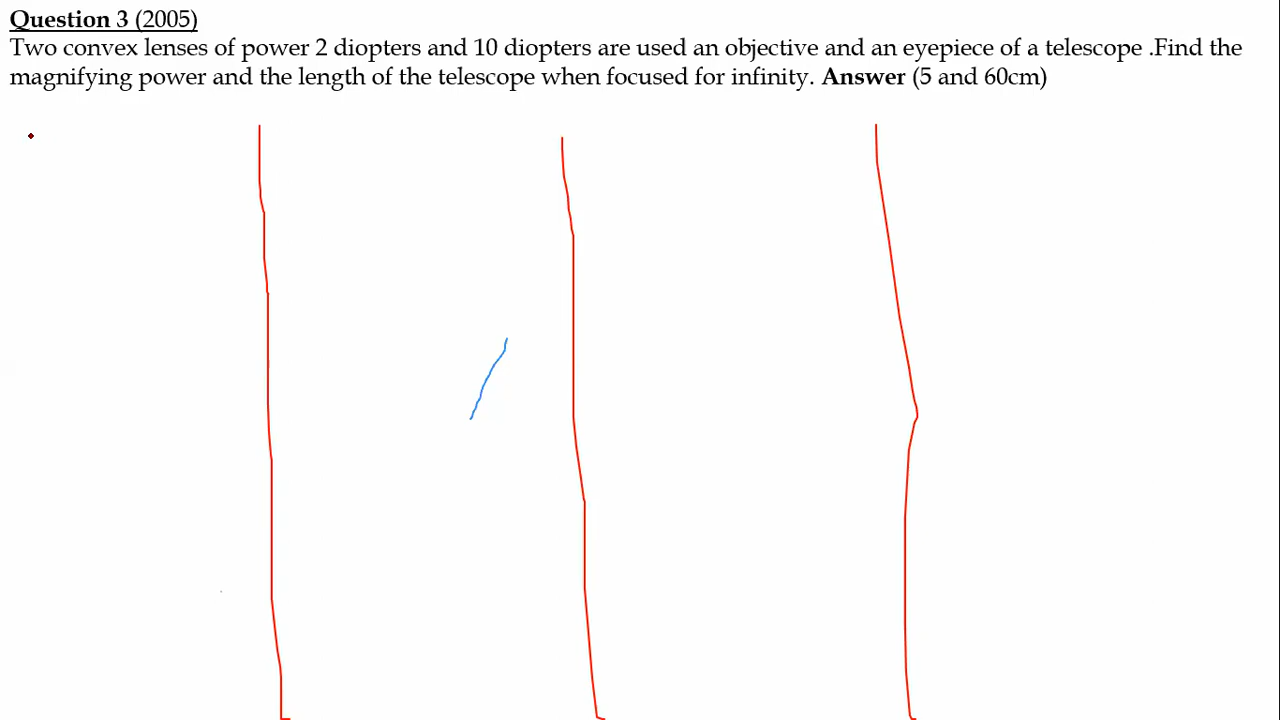 Question 3 (2005)
Two convex lenses of power 2 diopters and 10 diopters are used an objective and an eyepiece of a telescope .Find the
magnifying power and the length of the telescope when focused for infinity. Answer (5 and 60cm)